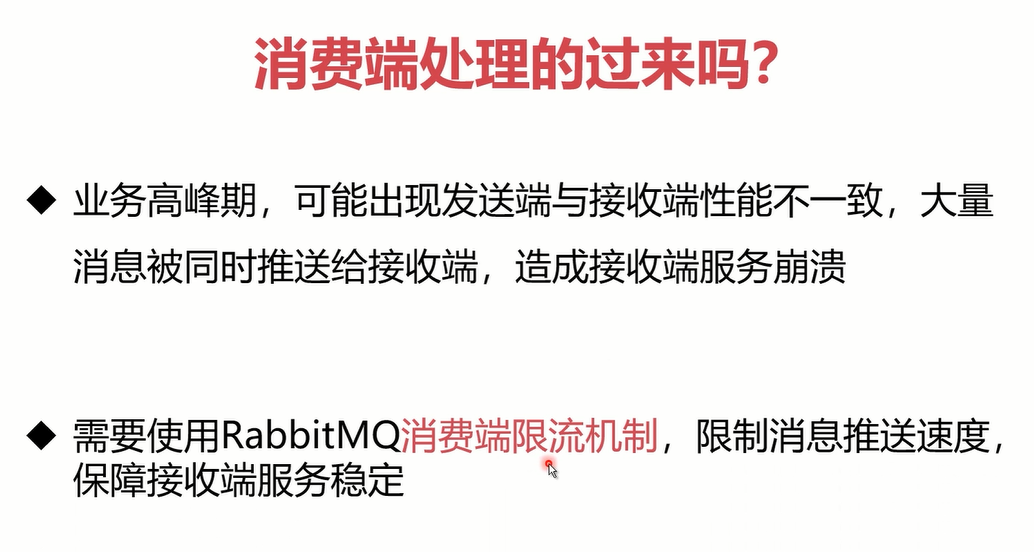 消费端处理的过来吗?
业务高峰期，可能出现发送端与接收端性能不一致，大量
消息被同时推送给接收端，造成接收端服务崩溃
需要使用RabbitMQ消费端限流机制，限制消息推送速度，
保障接收端服务稳定